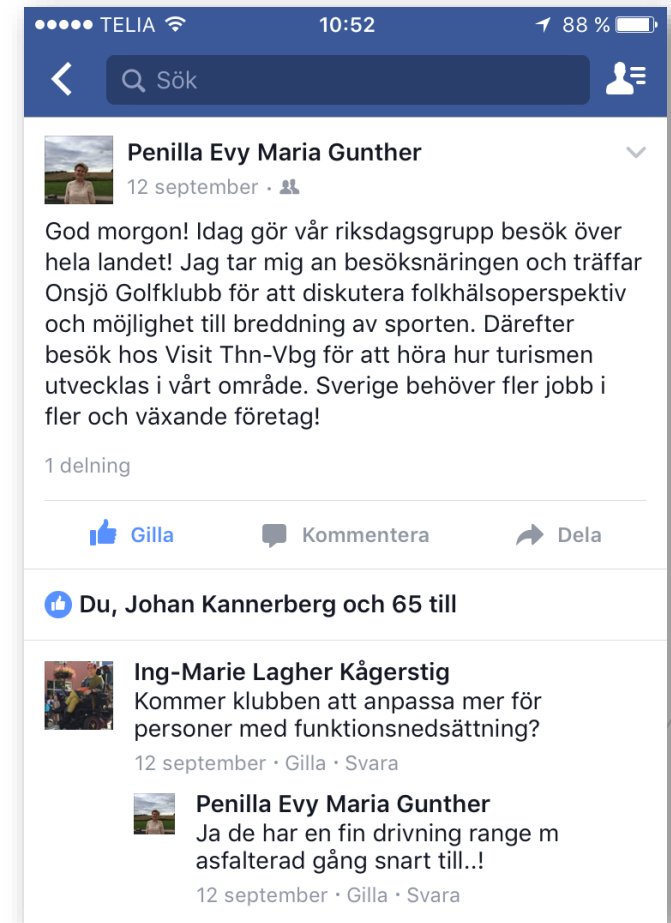 TELIA 10:52 88 %
Sök
Penilla Evy Maria Gunther
12 september ·
God morgon! Idag gör vår riksdagsgrupp besök över
hela landet! Jag tar mig an besöksnäringen och träffar
Onsjö Golfklubb för att diskutera folkhälsoperspektiv
och möjlighet till breddning av sporten. Därefter
besök hos Visit Thn-Vbg för att höra hur turismen
utvecklas i vårt område. Sverige behöver fler jobb i
fler och växande företag!
1 delning
Gilla Kommentera Dela
Du, Johan Kannerberg och 65 till
Ing-Marie Lagher Kågerstig
Kommer klubben att anpassa mer för
personer med funktionsnedsättning?
12 september · Gilla · Svara
Penilla Evy Maria Gunther
Ja de har en fin drivning range m
asfalterad gång snart till..!
12 september · Gilla · Svara